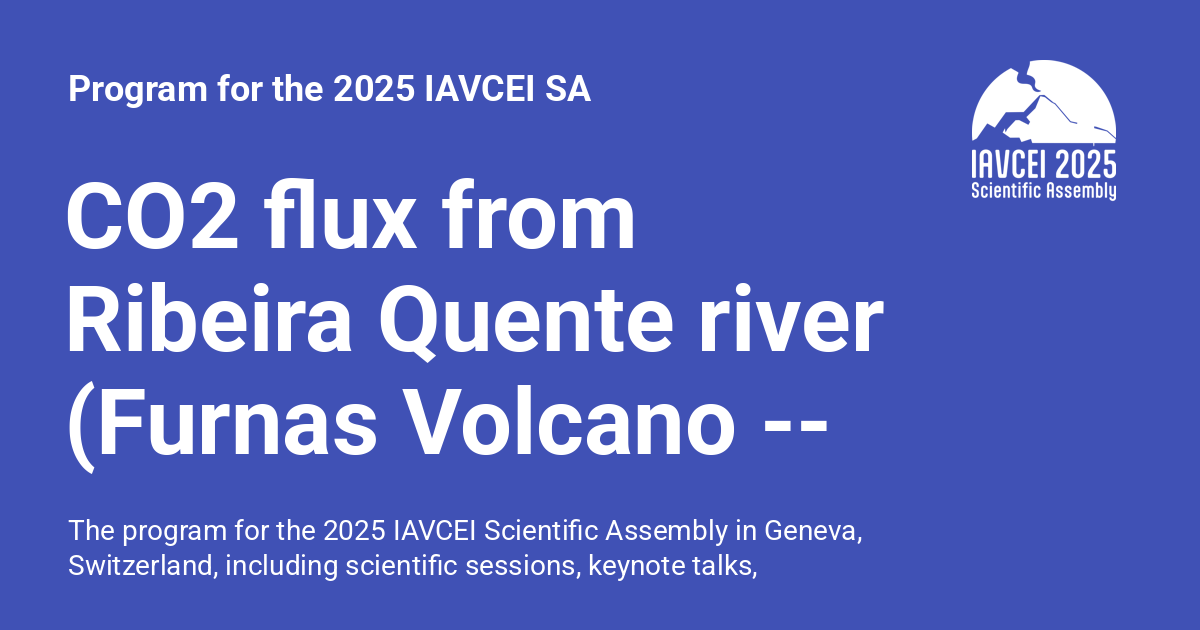 Program for the 2025 IAVCEI SA
IAVCEI 2025
Scientific Assembly
CO2 flux from
Ribeira Quente river
(Furnas Volcano --
The program for the 2025 IAVCEI Scientific Assembly in Geneva,
Switzerland, including scientific sessions, keynote talks,